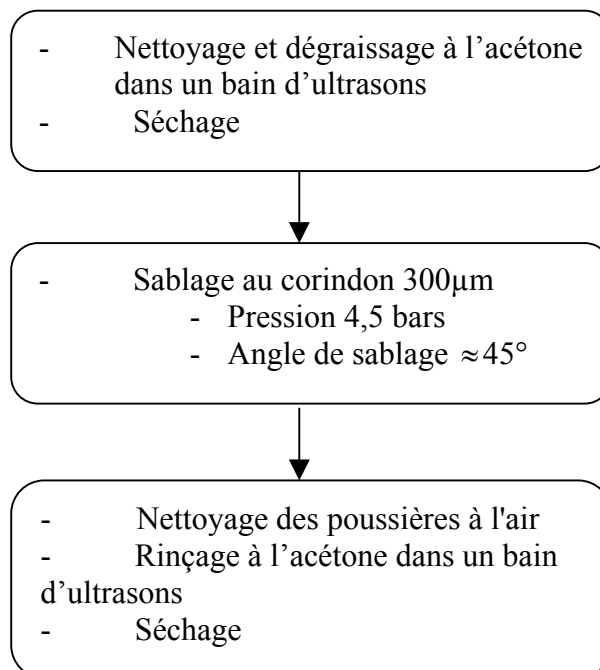 - Nettoyage et dégraissage à l’acétone
dans un bain d’ultrasons
- Séchage
- Sablage au corindon 300µm
- Pression 4,5 bars
- Angle de sablage ≈45°
- Nettoyage des poussières à l'air
- Rinçage à l’acétone dans un bain
d’ultrasons
- Séchage